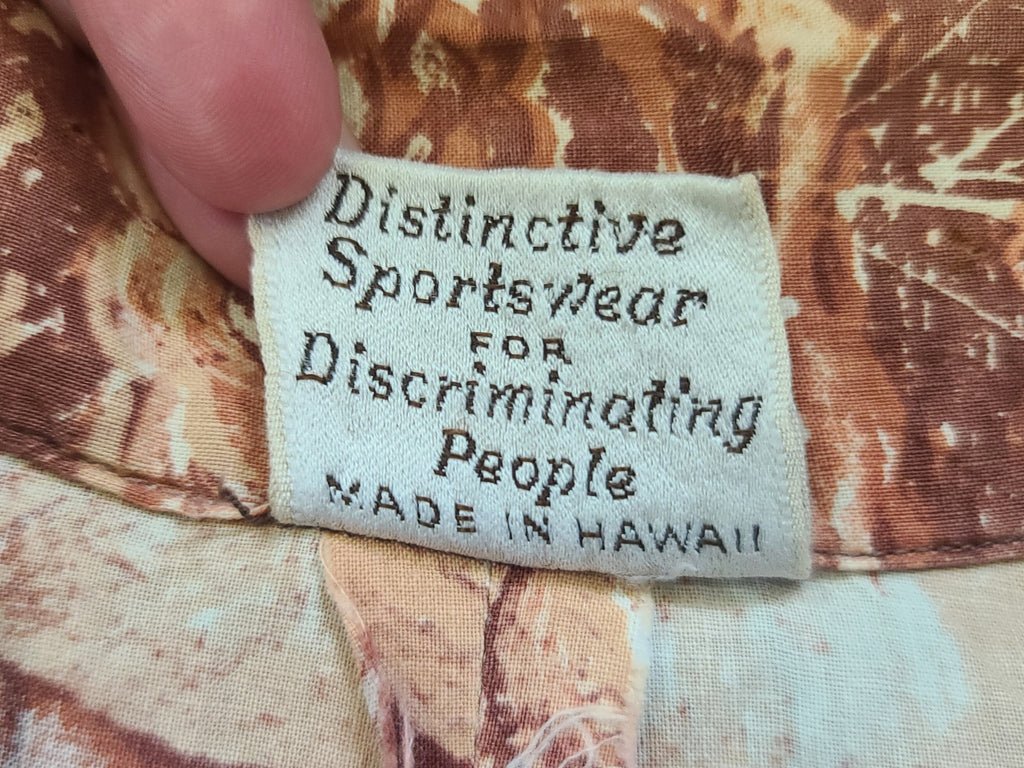 Distinctive
Sportswear
FOR
Discriminating
People
MADE IN HAWAII